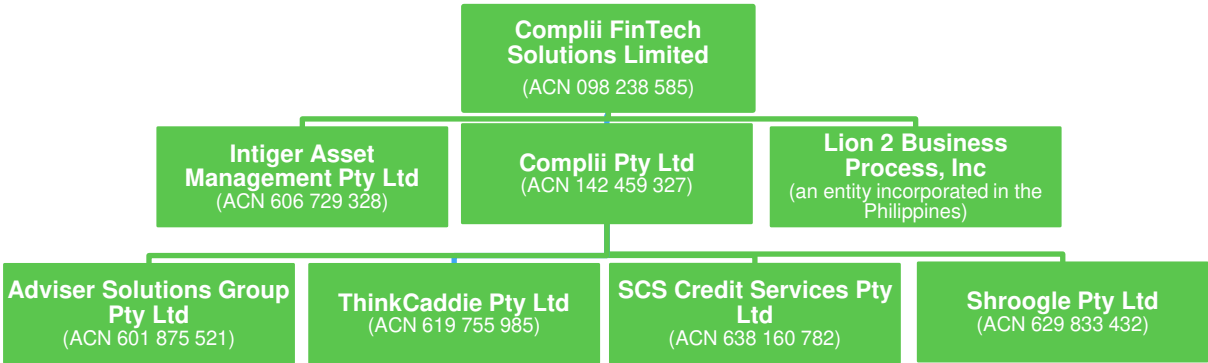 Complii FinTech
Solutions Limited
(ACN 098 238 585)
Intiger Asset
Management Pty Ltd
(ACN 606 729 328)
Complii Pty Ltd
(ACN 142 459 327)
Lion 2 Business
Process, Inc
(an entity incorporated in the
Philippines)
Adviser Solutions Group
Pty Ltd
(ACN 601 875 521)
ThinkCaddie Pty Ltd
(ACN 619 755 985)
SCS Credit Services Pty
Ltd
(ACN 638 160 782)
Shroogle Pty Ltd
(ACN 629 833 432)